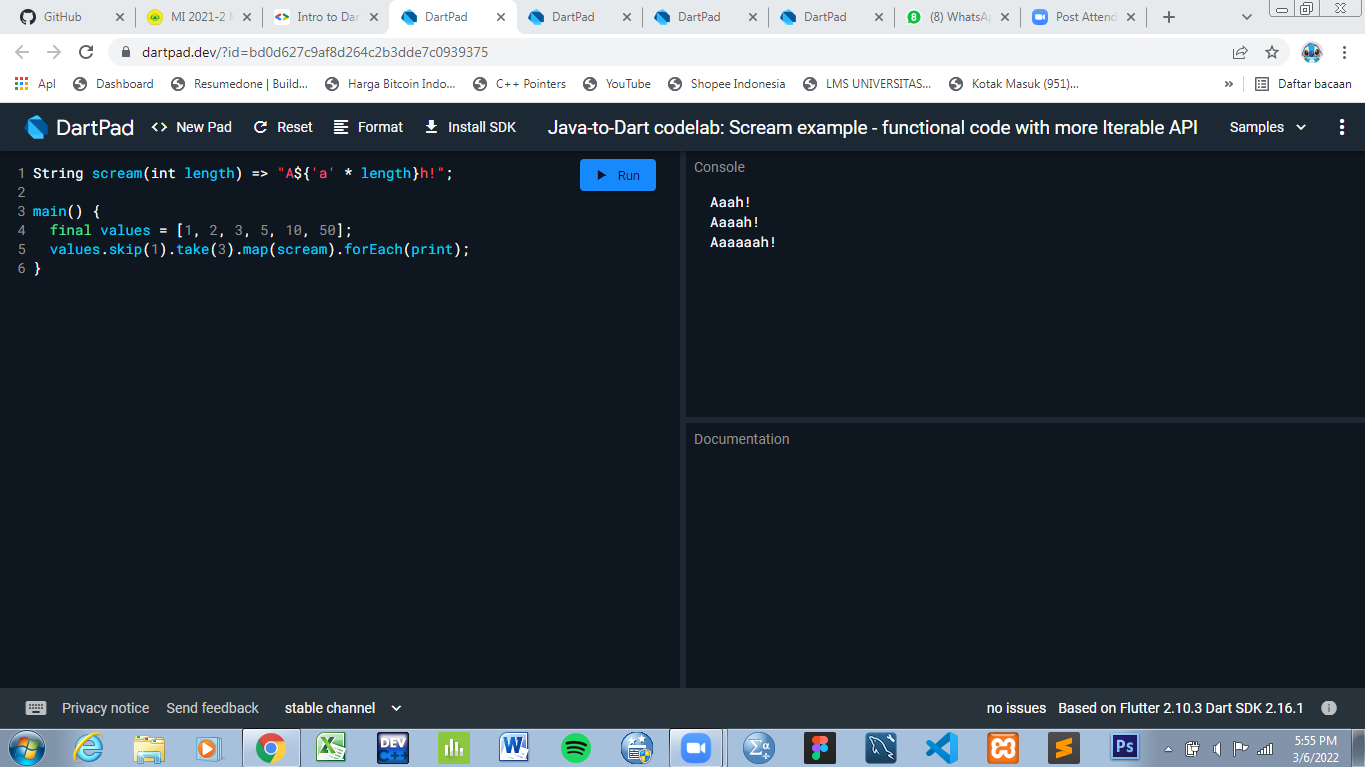 GitHub
MI 2021-2
Intro to Dar
DartPad
DartPad
DartPad
DartPad
(8) WhatsA
Post Attend
dartpad.dev/?id=bd0d627c9af8d264c2b3dde7c0939375
Apl
Dashboard
Resumedone | Build...
Harga Bitcoin Indo...
C++ Pointers
YouTube
Shopee Indonesia
LMS UNIVERSITAS...
Kotak Masuk (951)...
»
Daftar bacaan
DartPad
<> New Pad
Reset
Format
Install SDK
Java-to-Dart codelab: Scream example - functional code with more Iterable API
Samples
1 String scream(int length) => "A${'a' * length}h!";
2
3 main() {
4   final values = [1, 2, 3, 5, 10, 50];
5   values.skip(1).take(3).map(scream).forEach(print);
6 }
Run
Console
Aaah!
Aaaah!
Aaaaaah!
Documentation
Privacy notice
Send feedback
stable channel
no issues
Based on Flutter 2.10.3 Dart SDK 2.16.1
DEV
C++
Ps
5:55 PM
3/6/2022